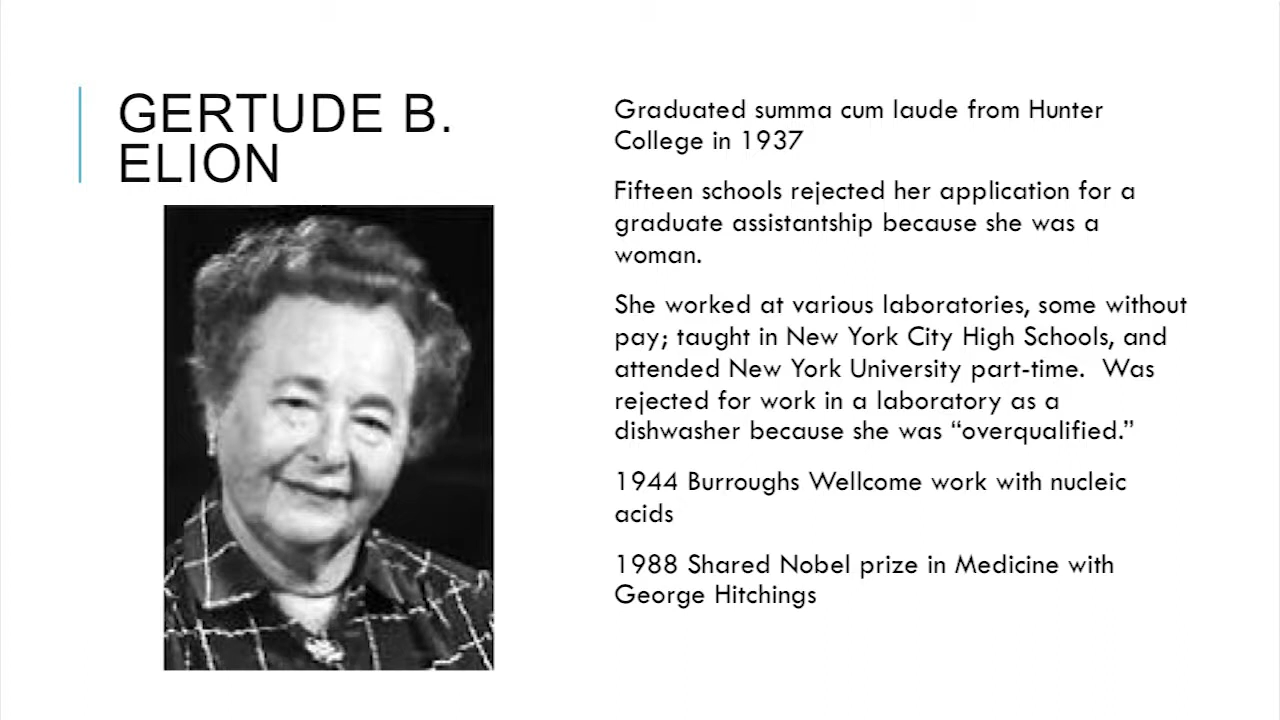 GERTUDE B.
ELION
Graduated summa cum laude from Hunter
College in 1937
Fifteen schools rejected her application for a
graduate assistantship because she was a
woman.
She worked at various laboratories, some without
pay; taught in New York City High Schools, and
attended New York University part-time.  Was
rejected for work in a laboratory as a
dishwasher because she was “overqualified.”
1944 Burroughs Wellcome work with nucleic
acids
1988 Shared Nobel prize in Medicine with
George Hitchings